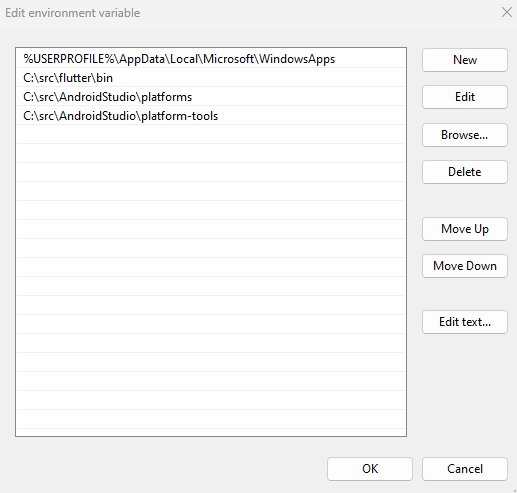 Edit environment variable
%USERPROFILE%\AppData\Local\Microsoft\WindowsApps
C:\src\flutter\bin
C:\src\AndroidStudio\platforms
C:\src\AndroidStudio\platform-tools
New
Edit
Browse...
Delete
Move Up
Move Down
Edit text...
OK
Cancel